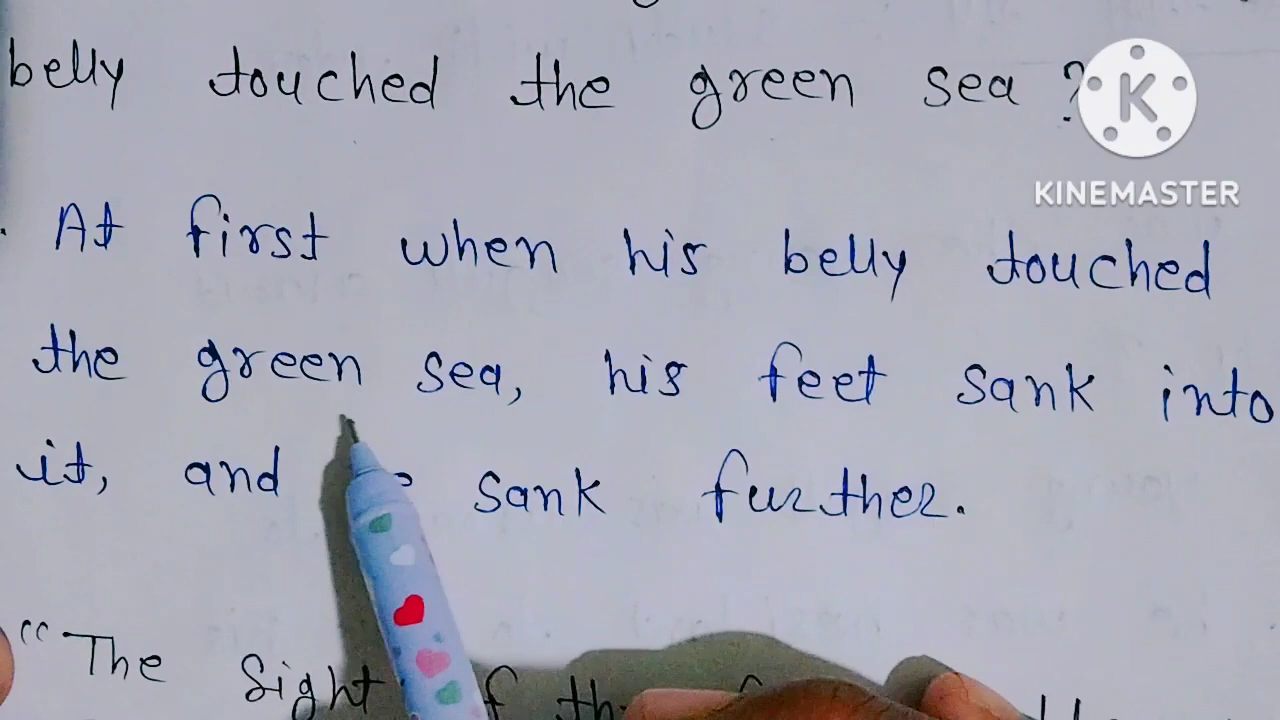 belly touched the green sea ?
K
KINEMASTER
At first when his belly touched
the green sea, his feet sank into
it, and sank further.
"The Sight